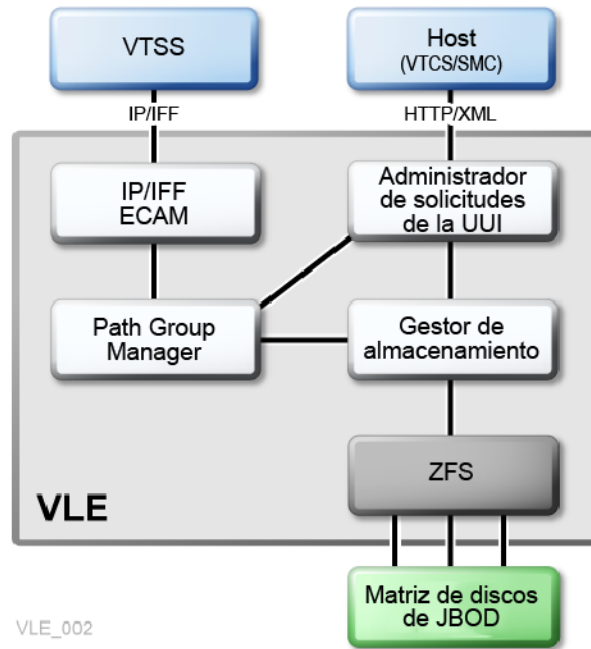 VTSS
Host
(VTCS/SMC)
IP/IFF
HTTP/XML
IP/IFF
ECAM
Administrador
de solicitudes
de la UUI
Path Group
Manager
Gestor de
almacenamiento
ZFS
VLE
Matriz de discos
de JBOD
VLE_002